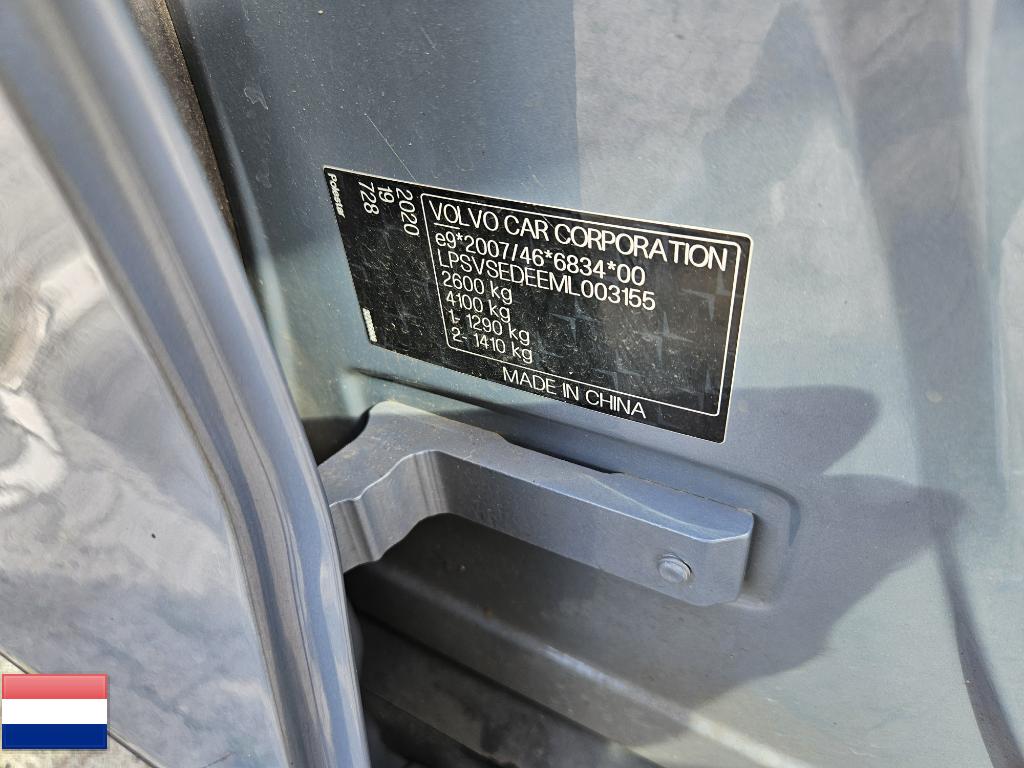 VOLVO CAR CORPORATION
e9*2007/46*6834*00
LPSVSEDEEML003155
2600 kg
4100 kg
1- 1290 kg
2- 1410 kg
MADE IN CHINA
2020
19
728
Polestar